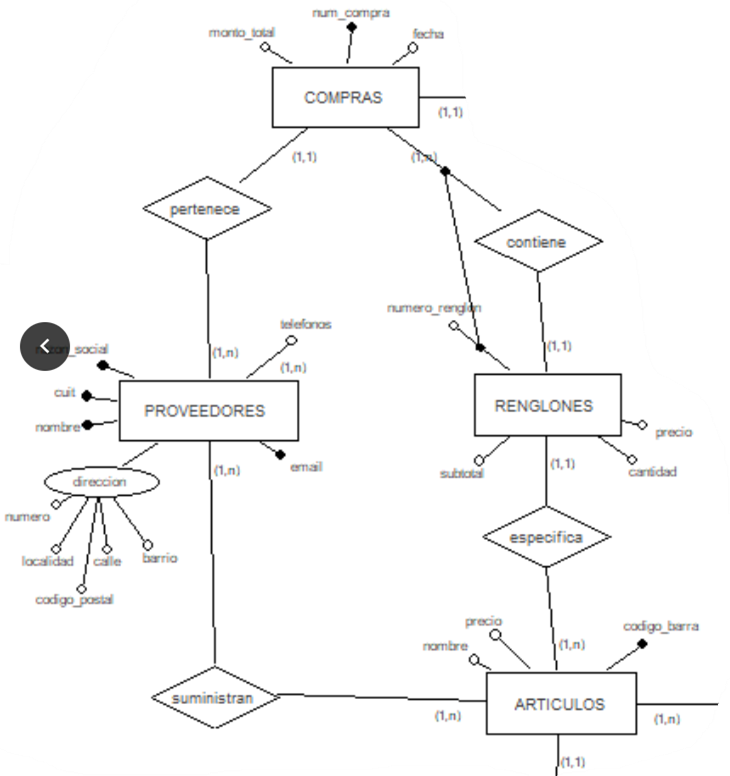 num_compra
monto_total
fecha
COMPRAS
(1,1)
(1,1)
(1,n)
pertenece
contiene
numero_renglon
telefonos
(1,n)
(1,1)
(1,n)
cuit
PROVEEDORES
RENGLONES
nombre
precio
email
(1,n)
(1,1)
subtotal
cantidad
direccion
numero
localidad
calle
barrio
especifica
codigo_postal
precio
codigo_barra
nombre
(1,n)
suministran
ARTICULOS
(1,n)
(1,n)
(1,1)